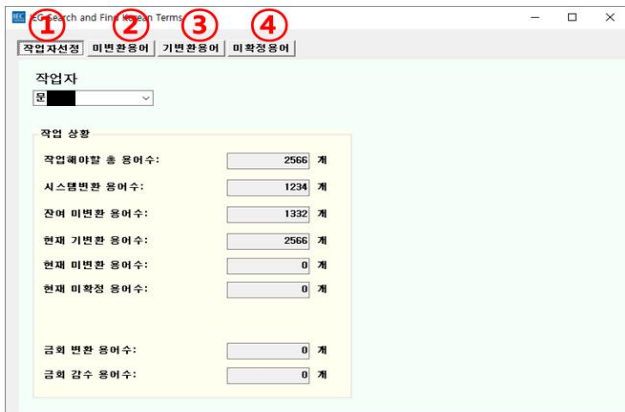 IEC Search and Find Korean Terms
① ② ③ ④
작업자선정 미변환용어 기변환용어 미확정용어
작업자
문
작업 상황
작업해야할 총 용어수: 2566 개
시스템변환 용어수: 1234 개
잔여 미변환 용어수: 1332 개
현재 기변환 용어수: 2566 개
현재 미변환 용어수: 0 개
현재 미확정 용어수: 0 개
금회 변환 용어수: 0 개
금회 감수 용어수: 0 개